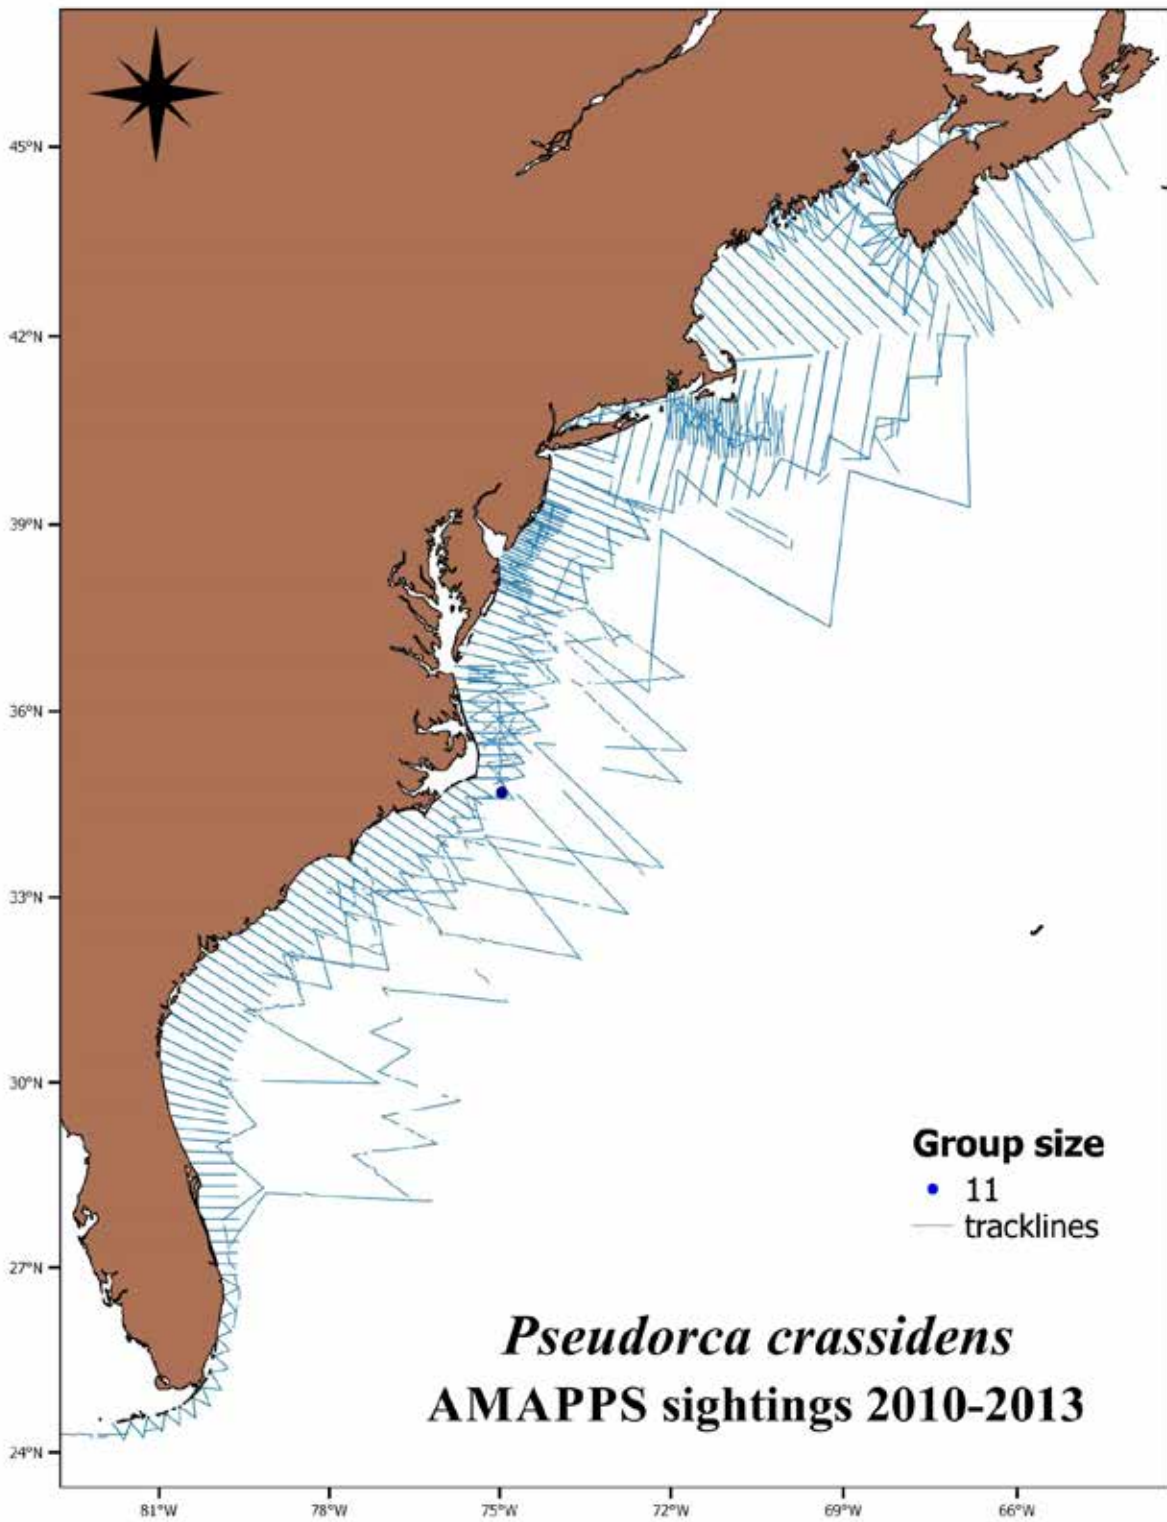 45°N
42°N
39°N
36°N
33°N
30°N
27°N
24°N
Group size
11
tracklines
Pseudorca crassidens
AMAPPS sightings 2010-2013
81°W
78°W
75°W
72°W
69°W
66°W